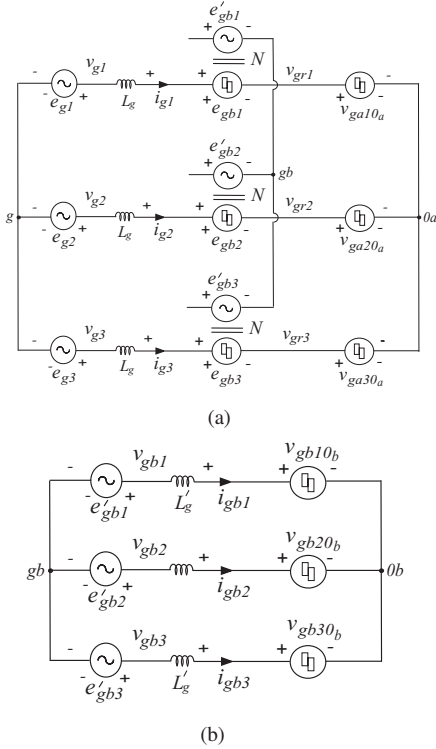 e'gb1
- -
N
vg1
vgr1
- + + + - + -
eg1
Lg
ig1
egb1
vga10a
e'gb2
gb
- -
N
vg2
vgr2
g
0a
- + + + - + -
eg2
Lg
ig2
egb2
vga20a
e'gb3
+ -
N
vg3
vgr3
- + + + - + -
eg3
Lg
ig3
egb3
vga30a
(a)
vgb1
vgb10b
- + + + -
e'gb1
L'g
igb1
vgb2
vgb20b
gb
0b
- + + + -
e'gb2
igb2
vgb3
vgb30b
- + + + -
e'gb3
L'g
igb3
(b)